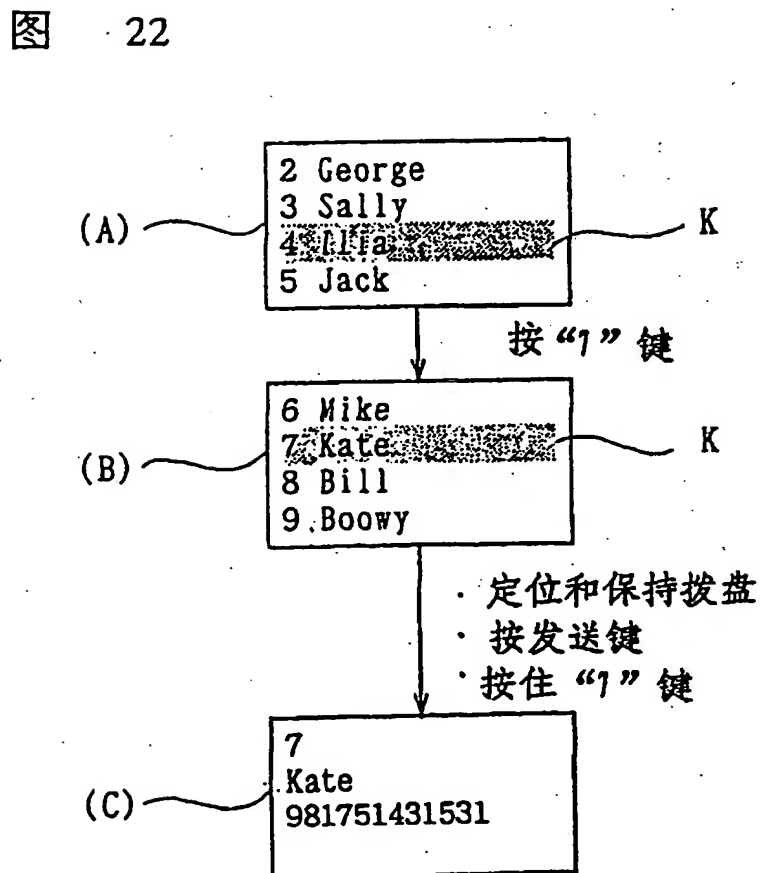 图 22
2 George
3 Sally
(A)
K
4
5 Jack
按“7”键
6 Mike
7 Kate
(B)
K
8 Bill
9.Boowy
·定位和保持拨盘
·按发送键
·按住“7”键
7
Kate
(C)
981751431531